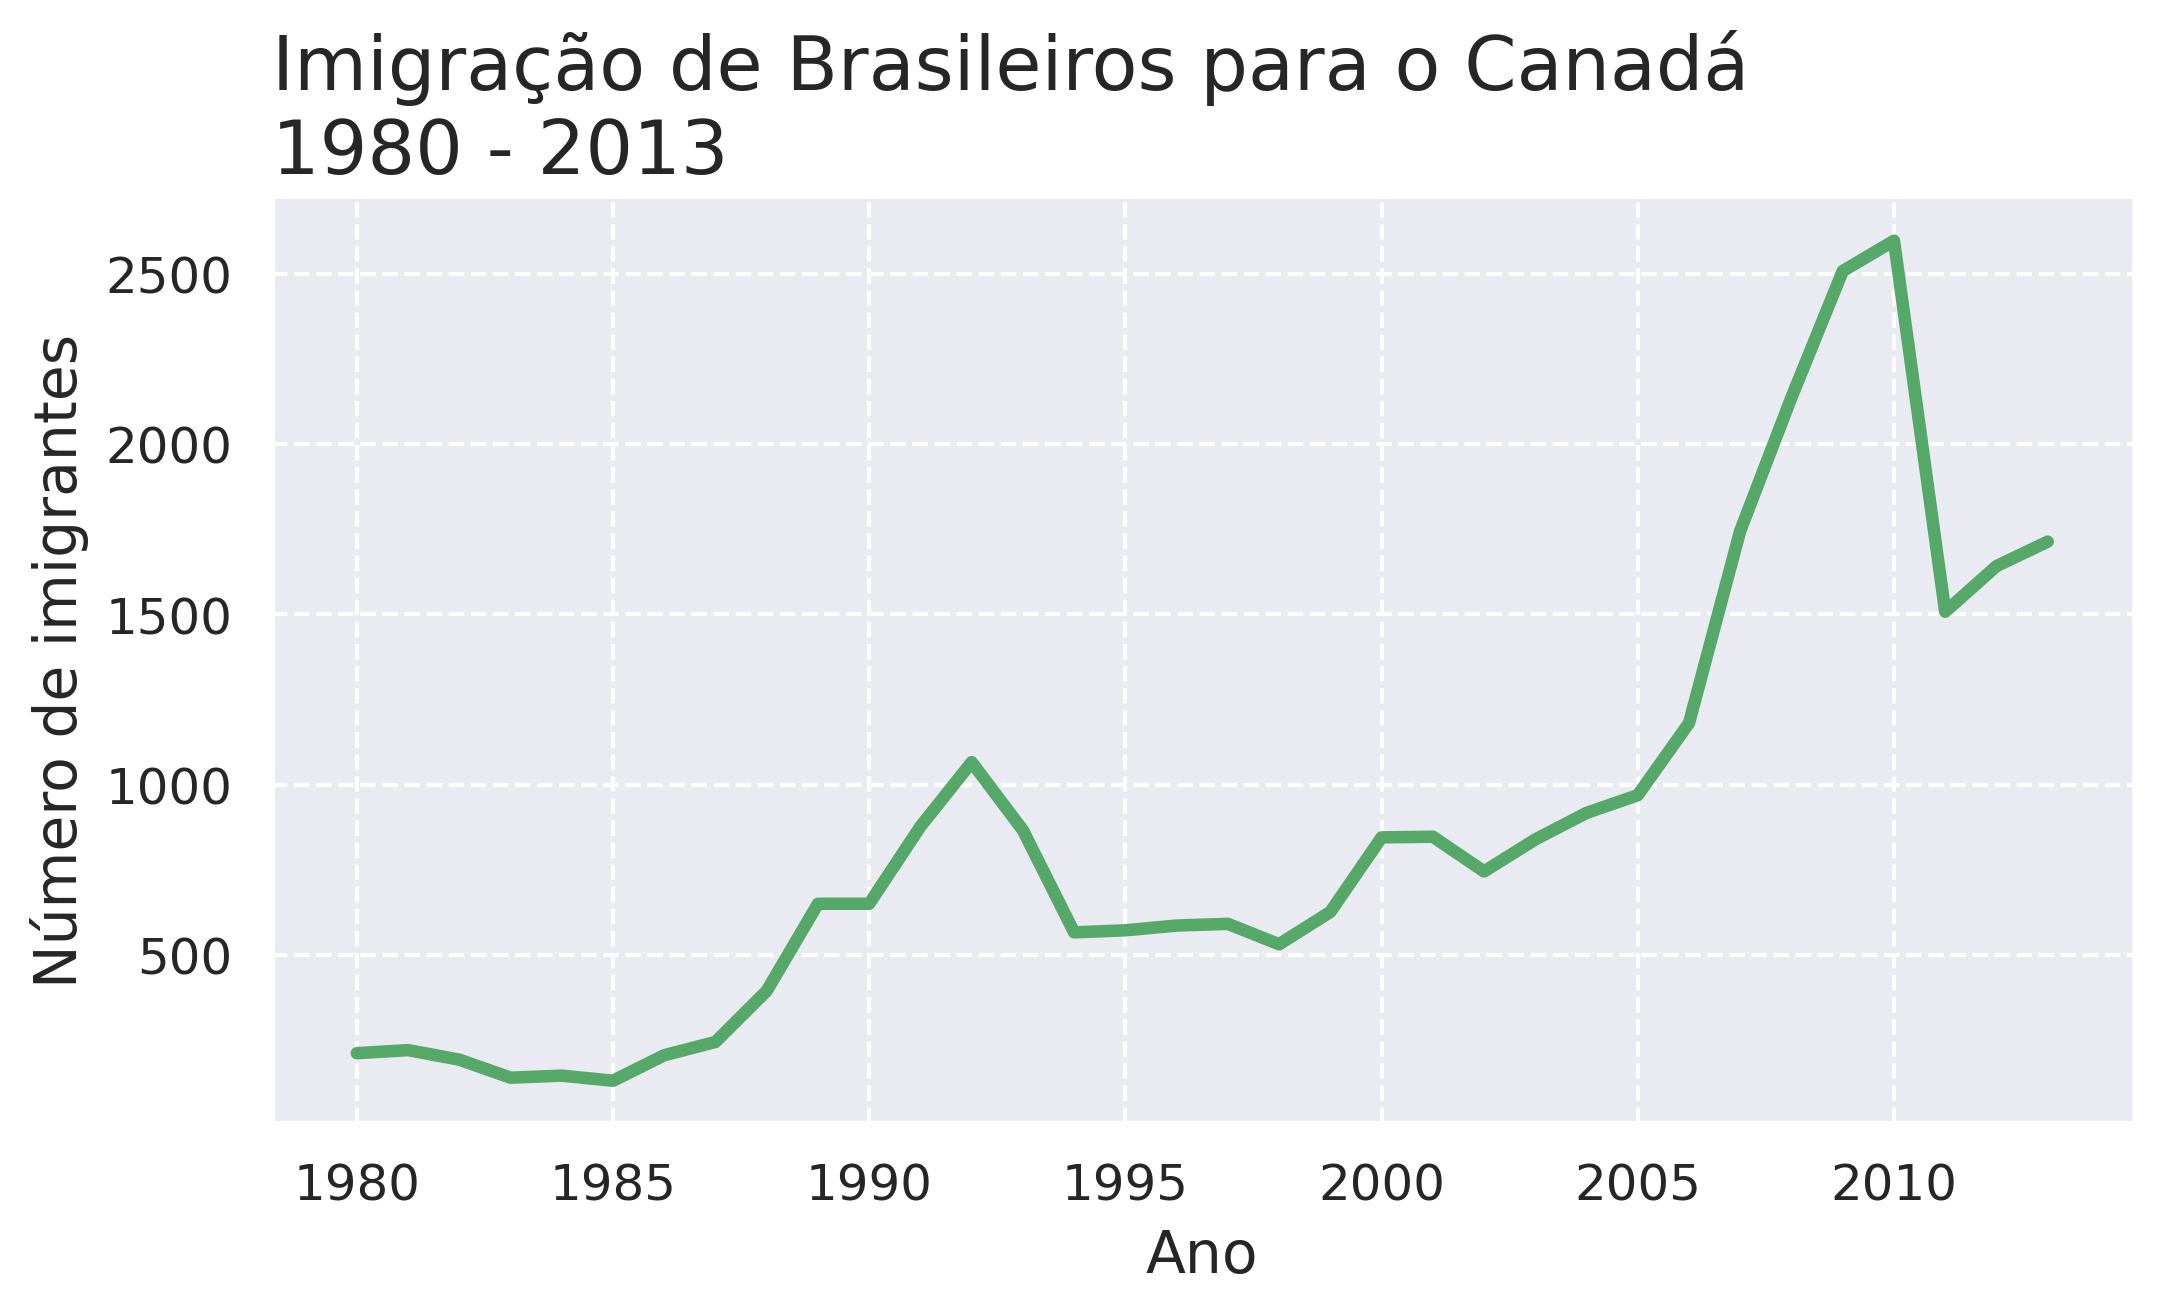 Imigração de Brasileiros para o Canadá
1980 - 2013
Número de imigrantes
2500
2000
1500
1000
500
1980 1985 1990 1995 2000 2005 2010
Ano